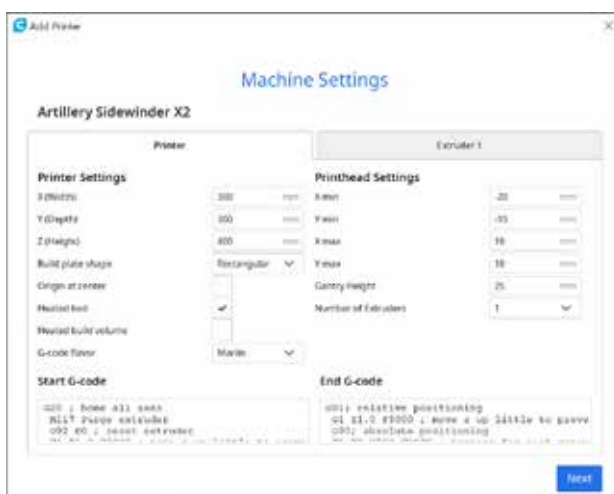 Add Printer
Machine Settings
Artillery Sidewinder X2
Printer
Extruder 1
Printer Settings
Printhead Settings
X (Width)
300
mm
X min
-20
mm
Y (Depth)
300
mm
Y min
-10
mm
Z (Height)
400
mm
X max
10
mm
Build plate shape
Rectangular
Y max
10
mm
Origin at center
Gantry Height
25
mm
Heated bed
Number of Extruders
1
Heated build volume
G-code flavor
Marlin
Start G-code
End G-code
G28 ; home all axes
M117 Purge extruder
G92 E0 ; reset extruder
G91; relative positioning
G1 Z1.0 F3000 ; move z up little to preve
G90; absolute positioning
Next